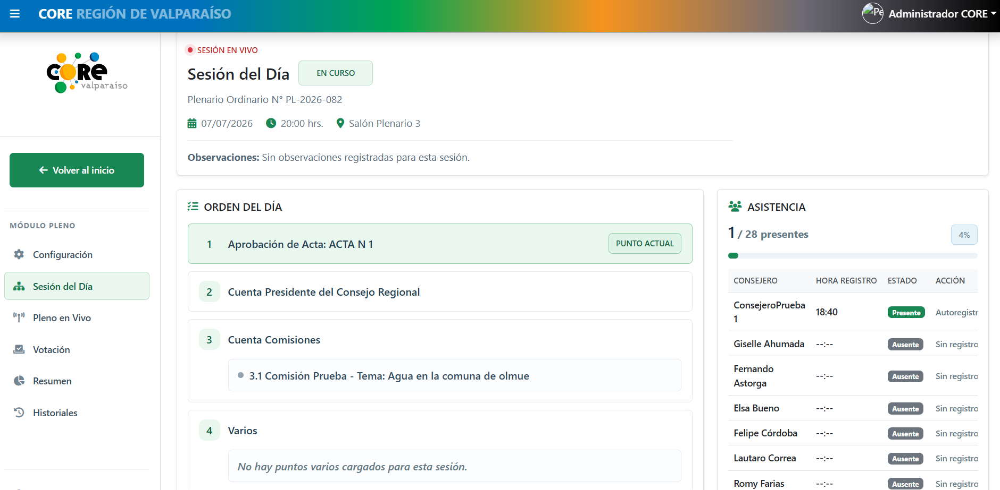 CORE REGIÓN DE VALPARAÍSO
Pe
Administrador CORE
CORE
valparaíso
Volver al inicio
MÓDULO PLENO
Configuración
Sesión del Día
Pleno en Vivo
Votación
Resumen
Historiales
SESIÓN EN VIVO
Sesión del Día
EN CURSO
Plenario Ordinario N° PL-2026-082
07/07/2026 20:00 hrs. Salón Plenario 3
Observaciones: Sin observaciones registradas para esta sesión.
ORDEN DEL DÍA
1 Aprobación de Acta: ACTA N 1 PUNTO ACTUAL
2 Cuenta Presidente del Consejo Regional
3 Cuenta Comisiones
3.1 Comisión Prueba - Tema: Agua en la comuna de olmue
4 Varios
No hay puntos varios cargados para esta sesión.
ASISTENCIA
1 / 28 presentes 4%
CONSEJERO HORA REGISTRO ESTADO ACCIÓN
ConsejeroPrueba
1 18:40 Presente Autoregistr
Giselle Ahumada --:-- Ausente Sin registro
Fernando
Astorga --:-- Ausente Sin registro
Elsa Bueno --:-- Ausente Sin registro
Felipe Córdoba --:-- Ausente Sin registro
Lautaro Correa --:-- Ausente Sin registro
Romy Farias --:-- Ausente Sin registro